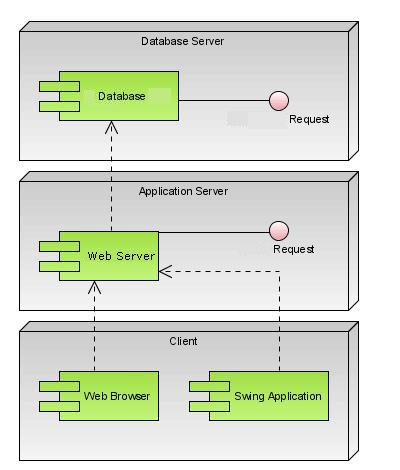 Database Server
Database
Request
Application Server
Web Server
Request
Client
Web Browser
Swing Application